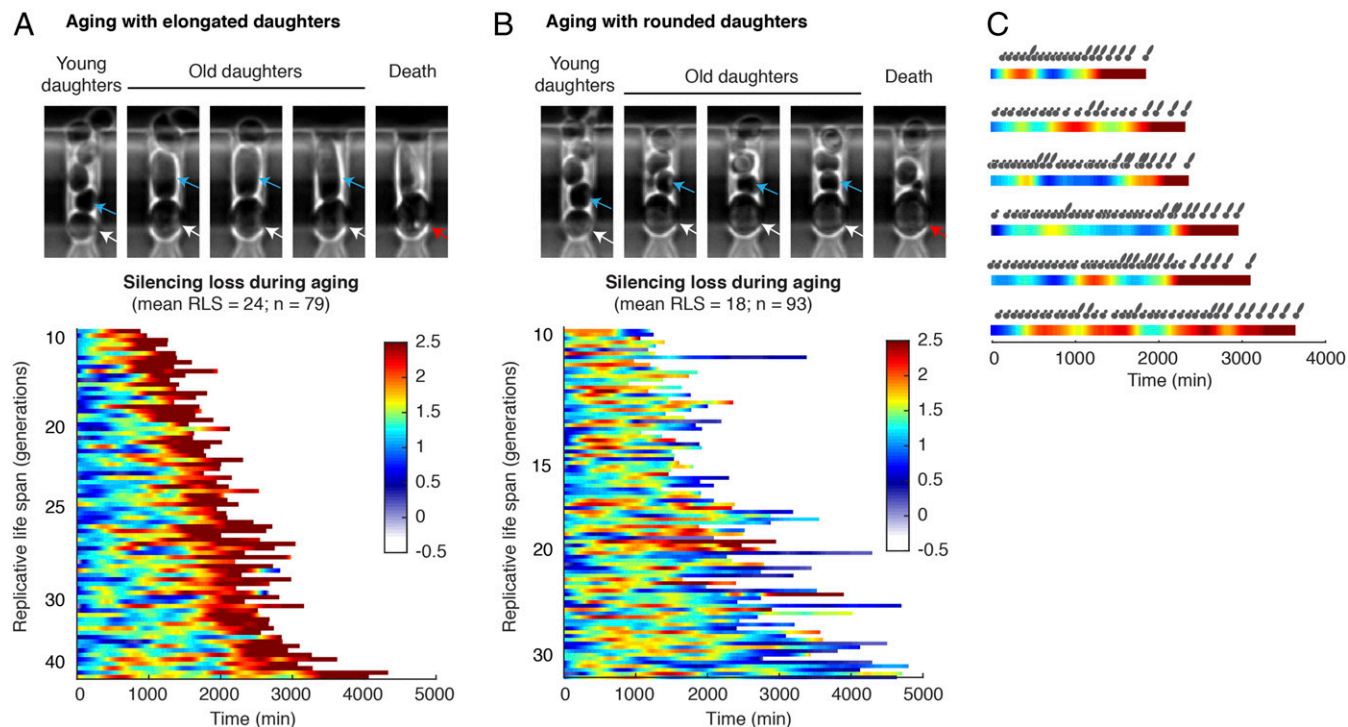 A Aging with elongated daughters
Young daughters
Old daughters
Death
Silencing loss during aging
(mean RLS = 24; n = 79)
Replicative life span (generations)
10
20
25
30
40
2.5
2
1.5
1
0.5
0
-0.5
0 1000 2000 3000 4000 5000
Time (min)
B Aging with rounded daughters
Young daughters
Old daughters
Death
Silencing loss during aging
(mean RLS = 18; n = 93)
Replicative life span (generations)
10
15
20
30
2.5
2
1.5
1
0.5
0
-0.5
0 1000 2000 3000 4000 5000
Time (min)
C
0 1000 2000 3000 4000
Time (min)